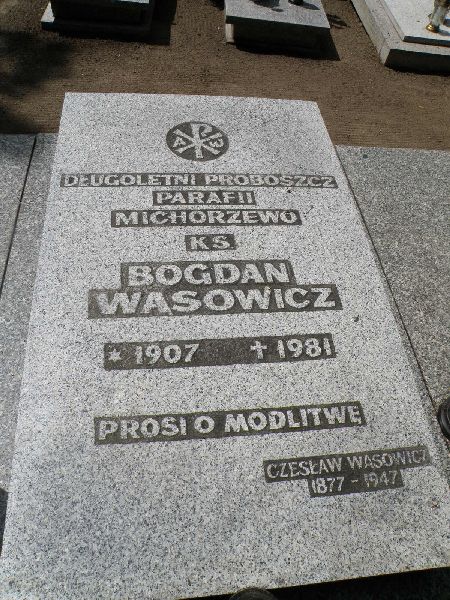 DŁUGOLETNI PROBOSZCZ
PARAFII
MICHORZEWO
KS
BOGDAN
WĄSOWICZ
* 1907 † 1981
PROSI O MODLITWĘ
CZESŁAW WĄSOWICZ
1877 - 1947